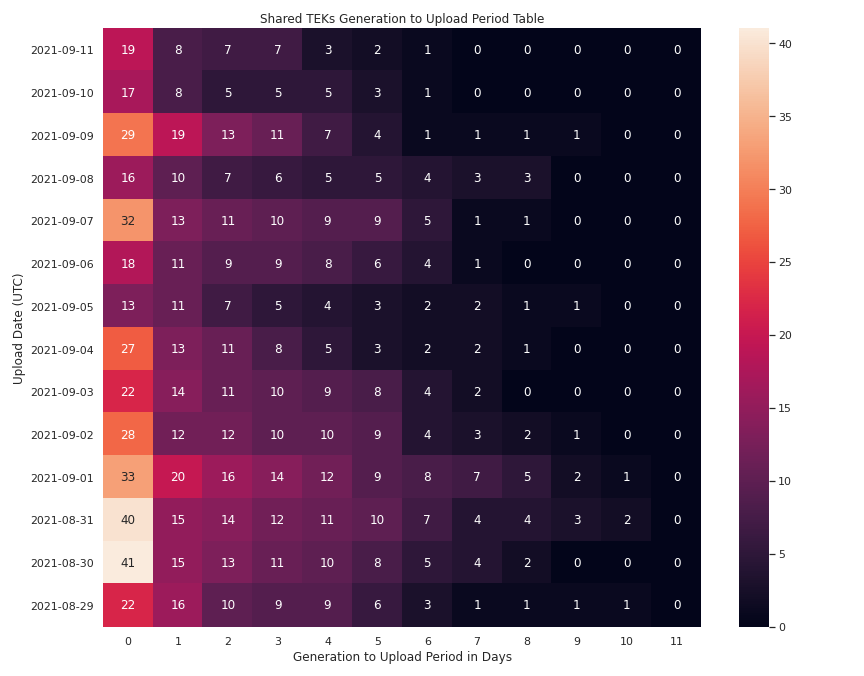 Shared TEKs Generation to Upload Period Table
2021-09-11 19 8 7 7 3 2 1 0 0 0 0 0
2021-09-10 17 8 5 5 5 3 1 0 0 0 0 0
2021-09-09 29 19 13 11 7 4 1 1 1 1 0 0
2021-09-08 16 10 7 6 5 5 4 3 3 0 0 0
2021-09-07 32 13 11 10 9 9 5 1 1 0 0 0
2021-09-06 18 11 9 9 8 6 4 1 0 0 0 0
2021-09-05 13 11 7 5 4 3 2 2 1 1 0 0
2021-09-04 27 13 11 8 5 3 2 2 1 0 0 0
2021-09-03 22 14 11 10 9 8 4 2 0 0 0 0
2021-09-02 28 12 12 10 10 9 4 3 2 1 0 0
2021-09-01 33 20 16 14 12 9 8 7 5 2 1 0
2021-08-31 40 15 14 12 11 10 7 4 4 3 2 0
2021-08-30 41 15 13 11 10 8 5 4 2 0 0 0
2021-08-29 22 16 10 9 9 6 3 1 1 1 1 0
0 1 2 3 4 5 6 7 8 9 10 11
Generation to Upload Period in Days
Upload Date (UTC)
40
35
30
25
20
15
10
5
0